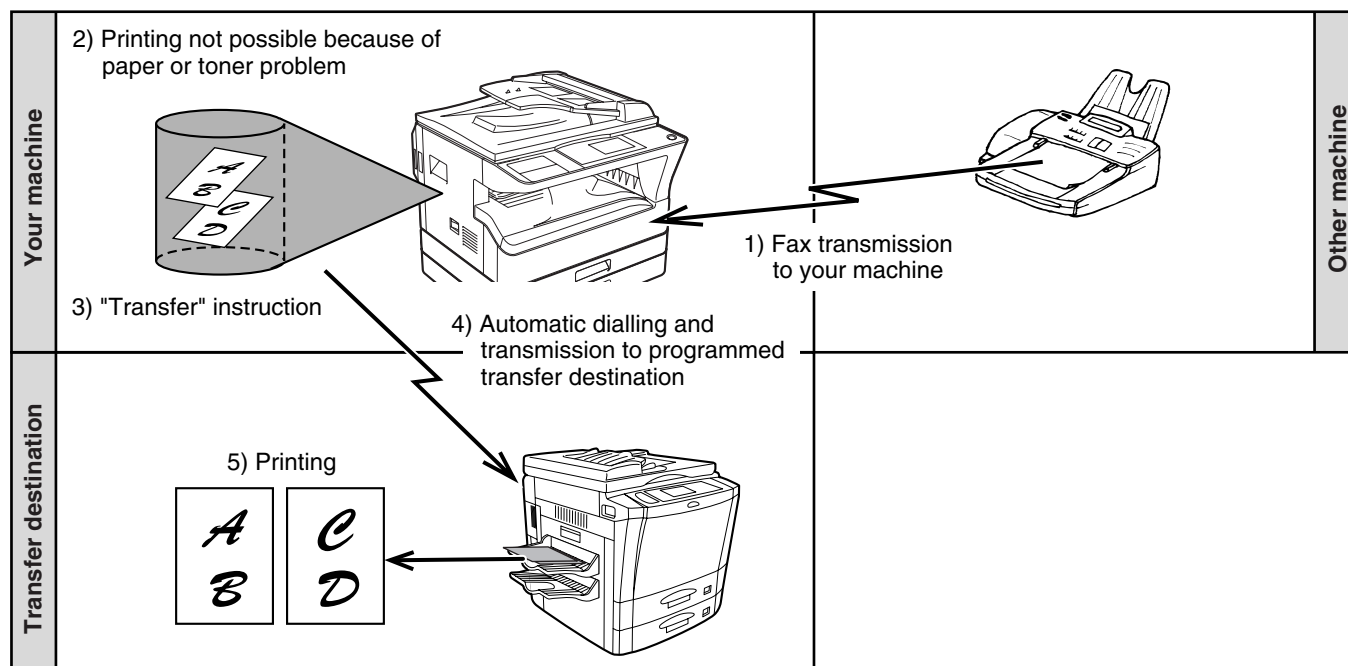 Your machine
2) Printing not possible because of
paper or toner problem
A
B
C
D
3) "Transfer" instruction
1) Fax transmission
to your machine
Other machine
4) Automatic dialling and
transmission to programmed
transfer destination
Transfer destination
5) Printing
A
B
C
D